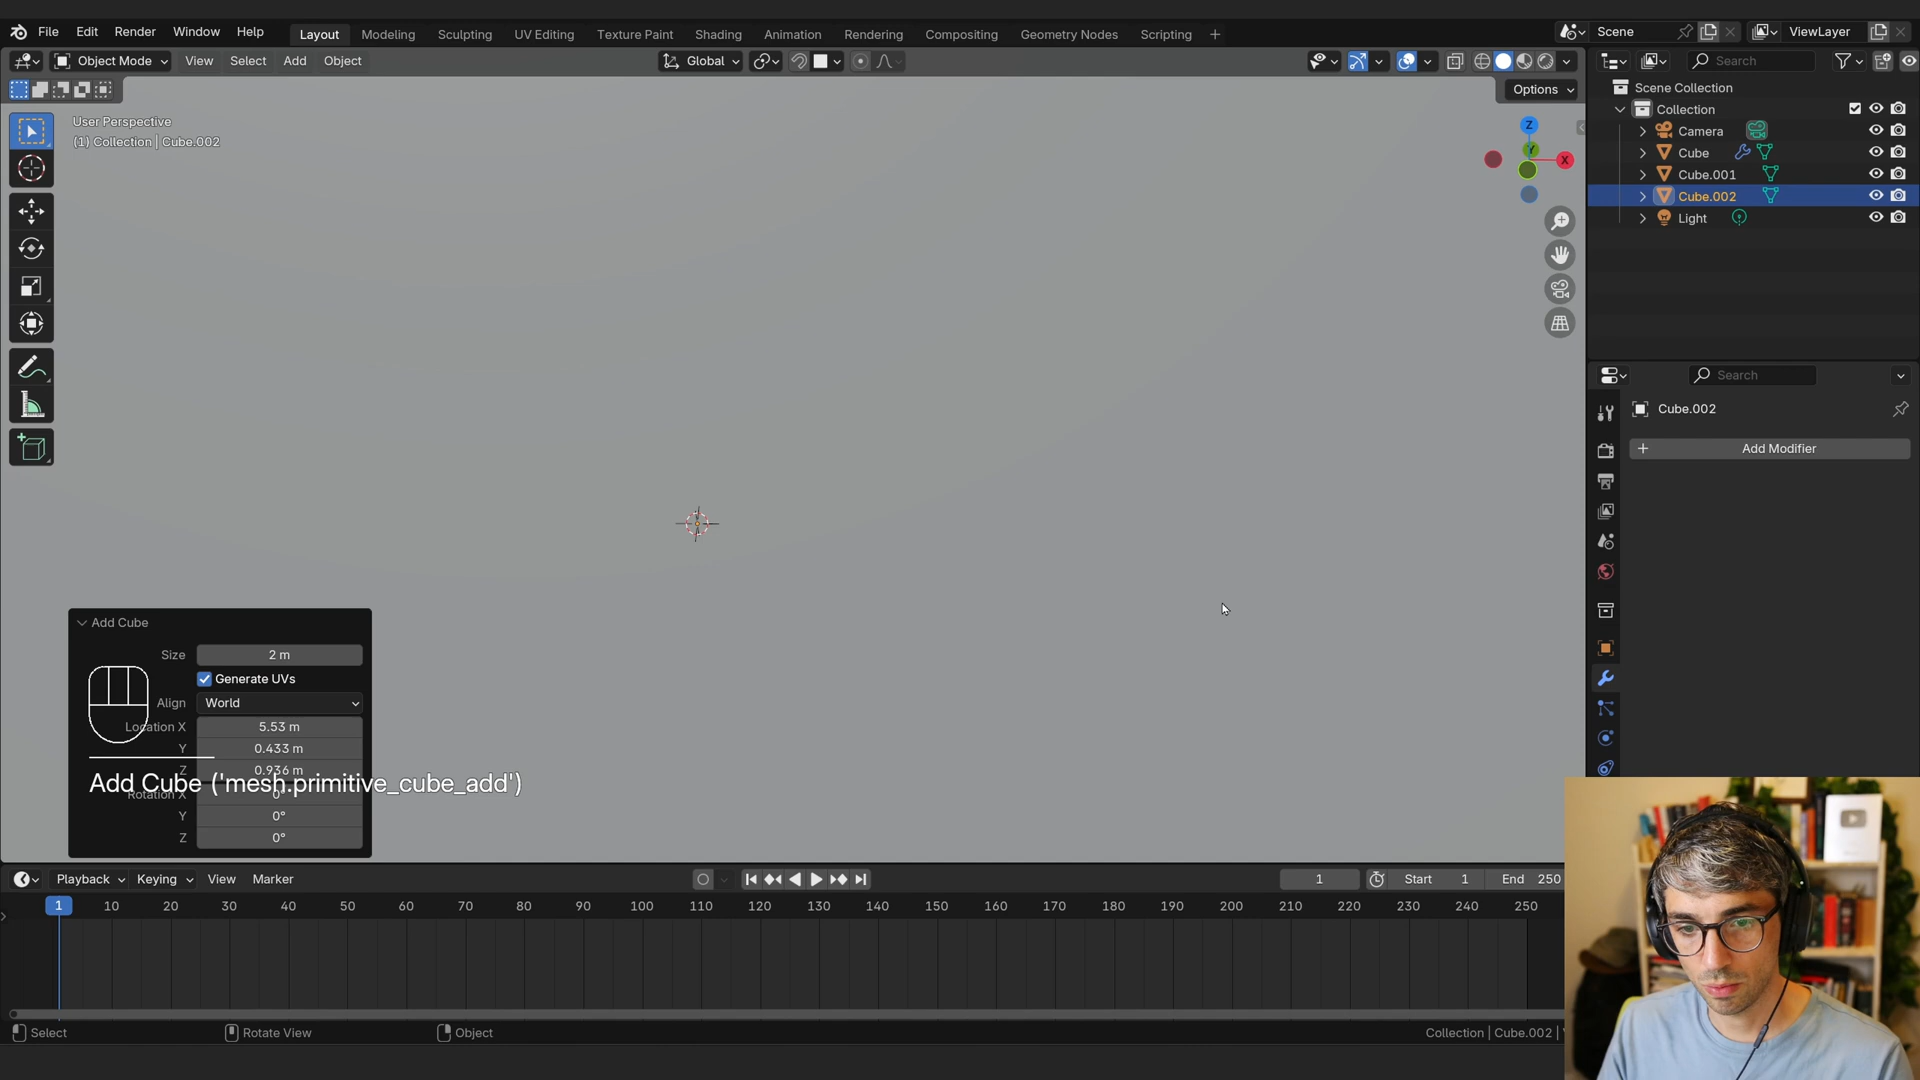 File Edit Render Window Help
Layout Modeling Sculpting UV Editing Texture Paint Shading Animation Rendering Compositing Geometry Nodes Scripting +
Scene
ViewLayer
Object Mode View Select Add Object
Global
Search
Options
User Perspective
(1) Collection | Cube.002
Z
Y
X
Scene Collection
Collection
Camera
Cube
Cube.001
Cube.002
Light
Search
Cube.002
+ Add Modifier
Add Cube
Size 2 m
Generate UVs
Align World
Location X 5.53 m
Y 0.433 m
Z 0.936 m
Add Cube ('mesh.primitive_cube_add')
Rotation X 0°
Y 0°
Z 0°
Playback Keying View Marker
1 Start 1 End 250
1 10 20 30 40 50 60 70 80 90 100 110 120 130 140 150 160 170 180 190 200 210 220 230 240 250
Select Rotate View Object
Collection | Cube.002 |